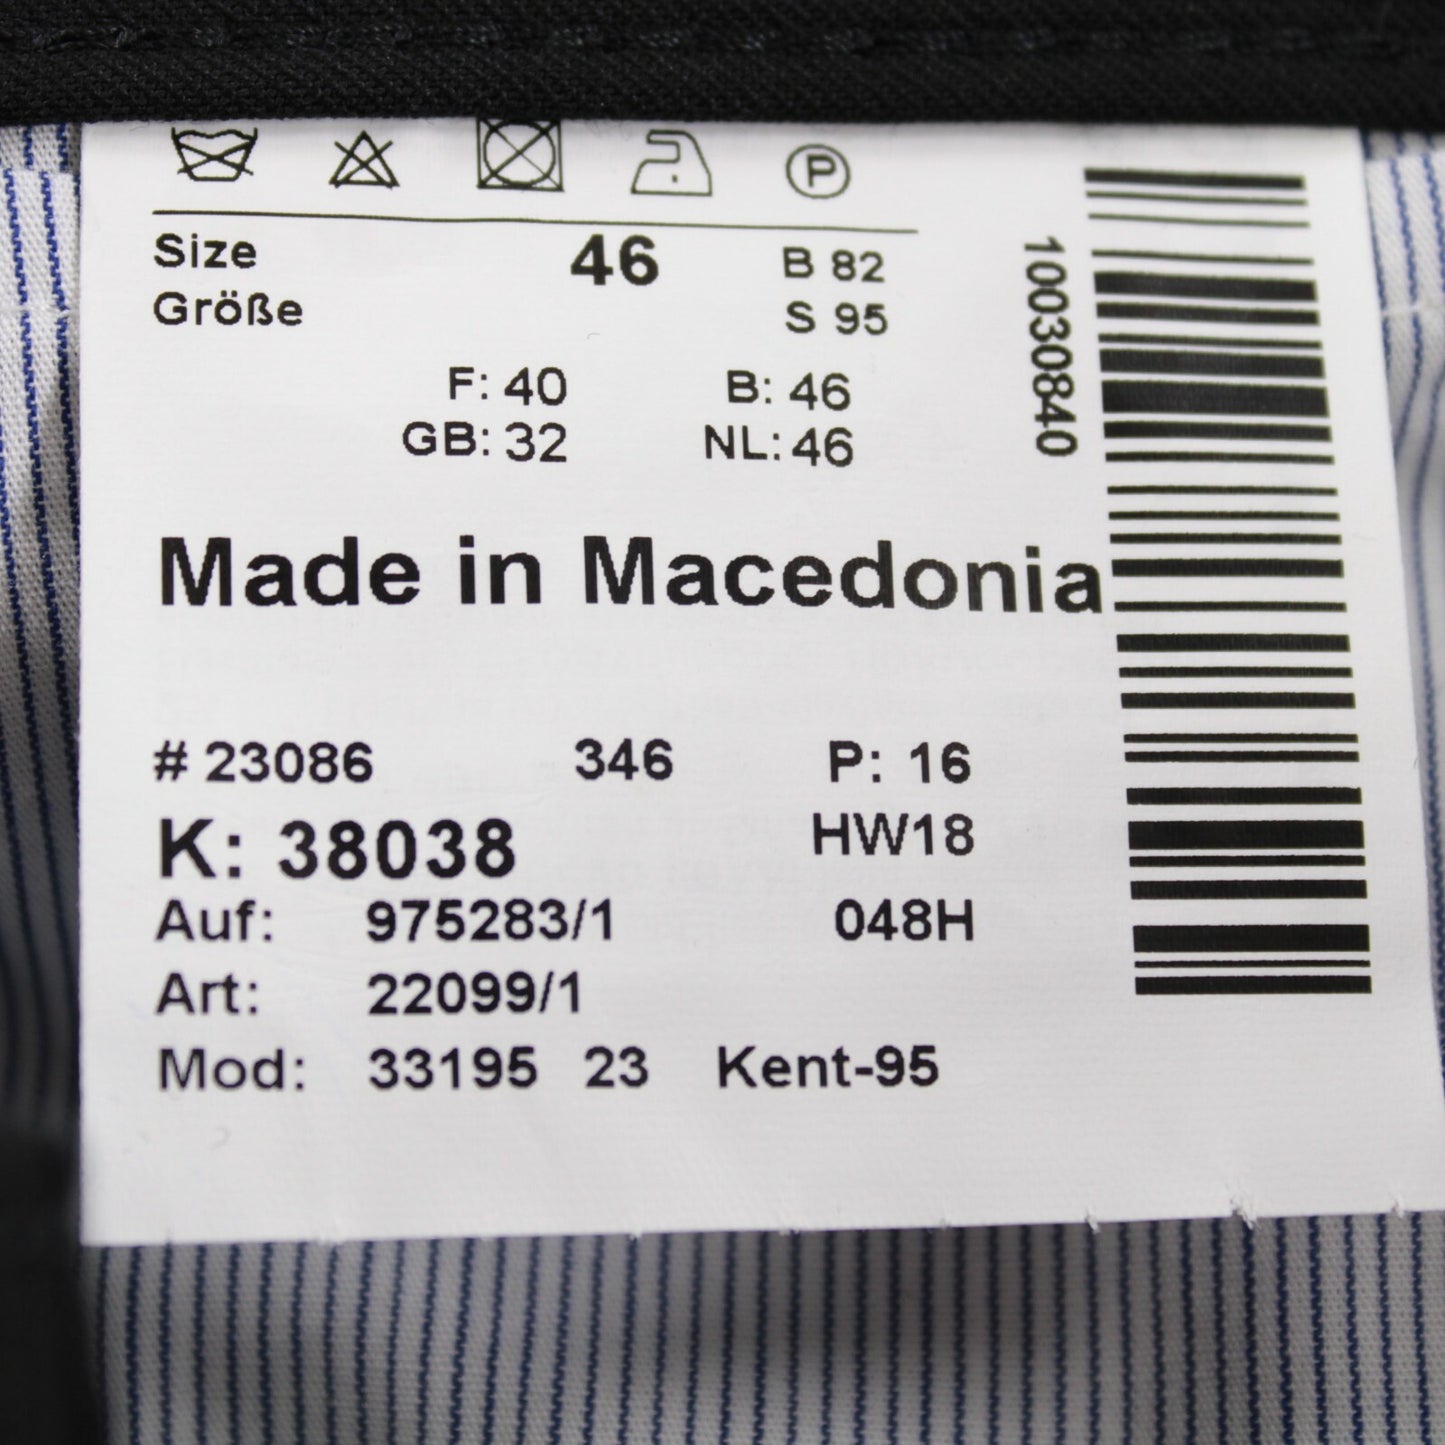 P
Size 46 B 82
Größe S 95
F: 40 B: 46
GB: 32 NL: 46
Made in Macedonia
# 23086 346 P: 16
K: 38038 HW18
Auf: 975283/1 048H
Art: 22099/1
Mod: 33195 23 Kent-95
10030840